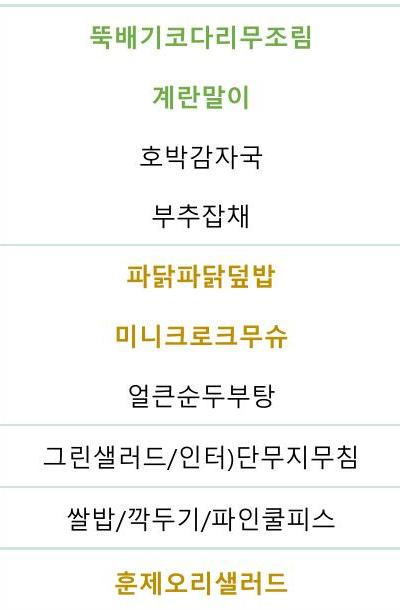 뚝배기코다리무조림
계란말이
호박감자국
부추잡채
파닭파닭덮밥
미니크로크무슈
얼큰순두부탕
그린샐러드/인터)단무지무침
쌀밥/깍두기/파인쿨피스
훈제오리샐러드